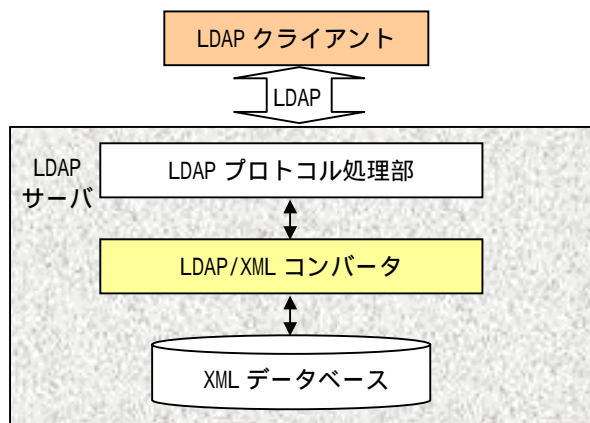 LDAP クライアント
LDAP
LDAP
サーバ
LDAP プロトコル処理部
LDAP/XML コンバータ
XML データベース